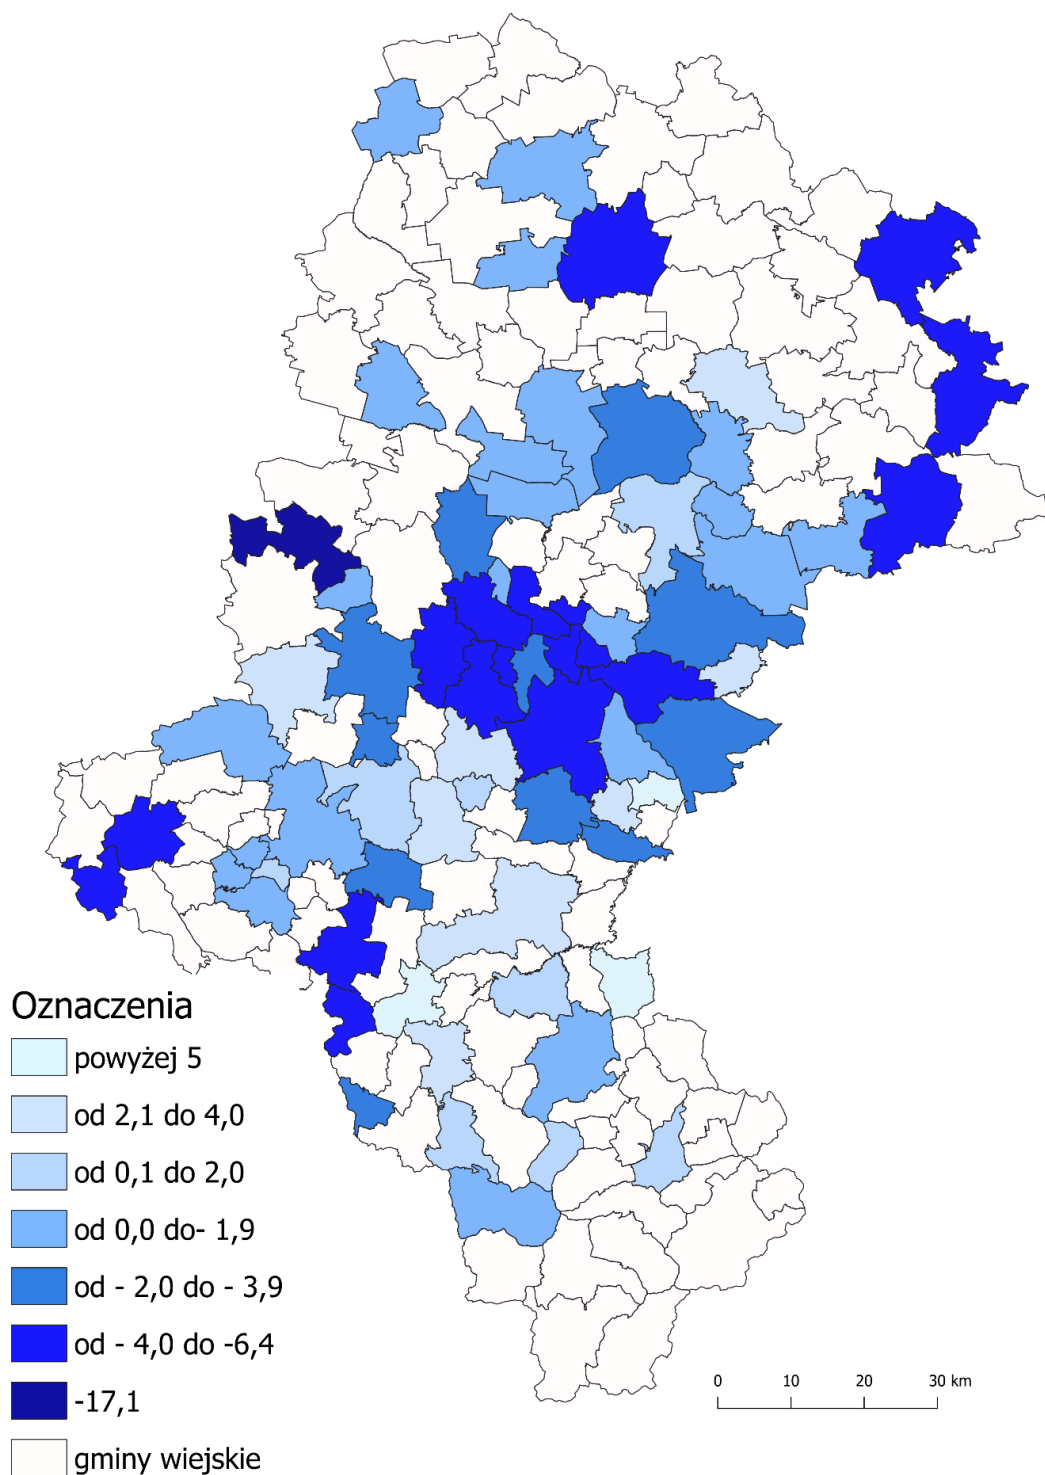 Oznaczenia
powyżej 5
od 2,1 do 4,0
od 0,1 do 2,0
od 0,0 do- 1,9
od - 2,0 do - 3,9
od - 4,0 do -6,4
-17,1
gminy wiejskie
0 10 20 30 km